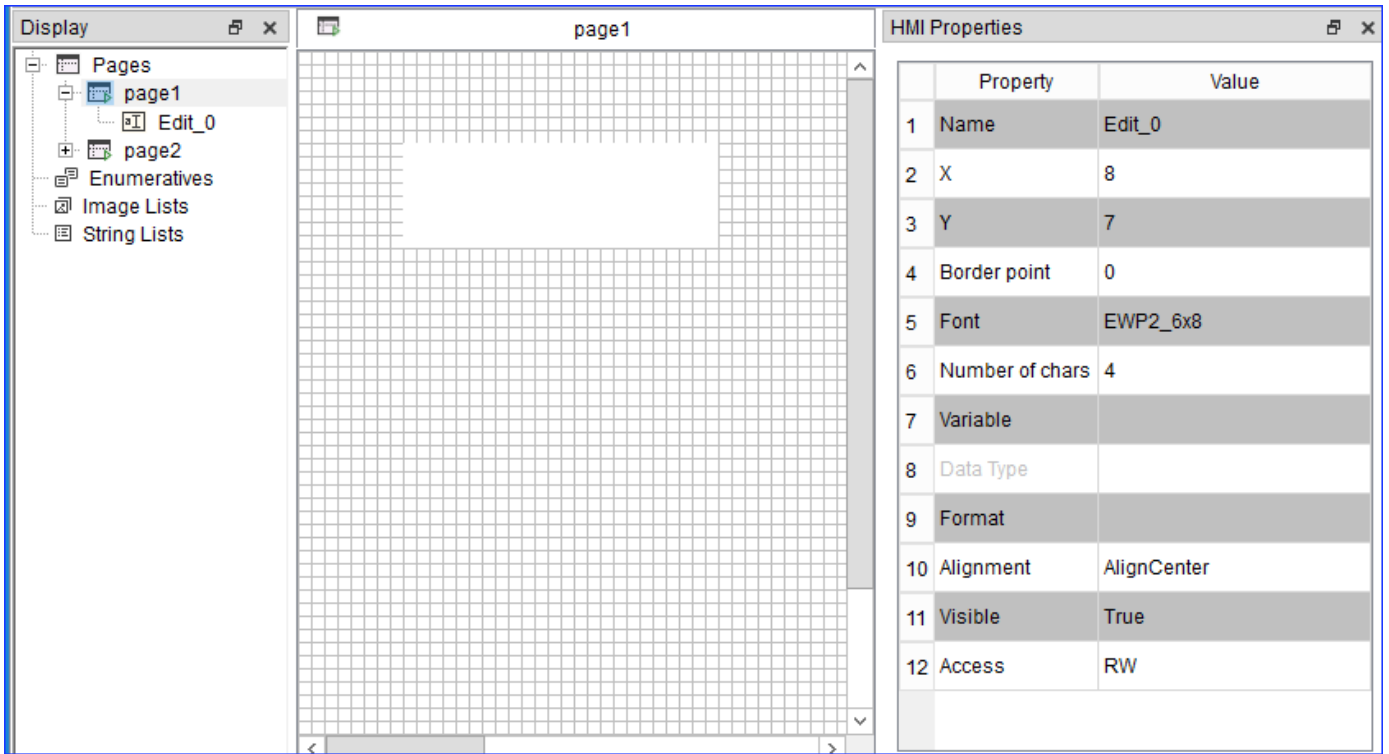 Display
Pages
page1
Edit_0
page2
Enumeratives
Image Lists
String Lists
page1
HMI Properties
Property Value
1 Name Edit_0
2 X 8
3 Y 7
4 Border point 0
5 Font EWP2_6x8
6 Number of chars 4
7 Variable
8 Data Type
9 Format
10 Alignment AlignCenter
11 Visible True
12 Access RW